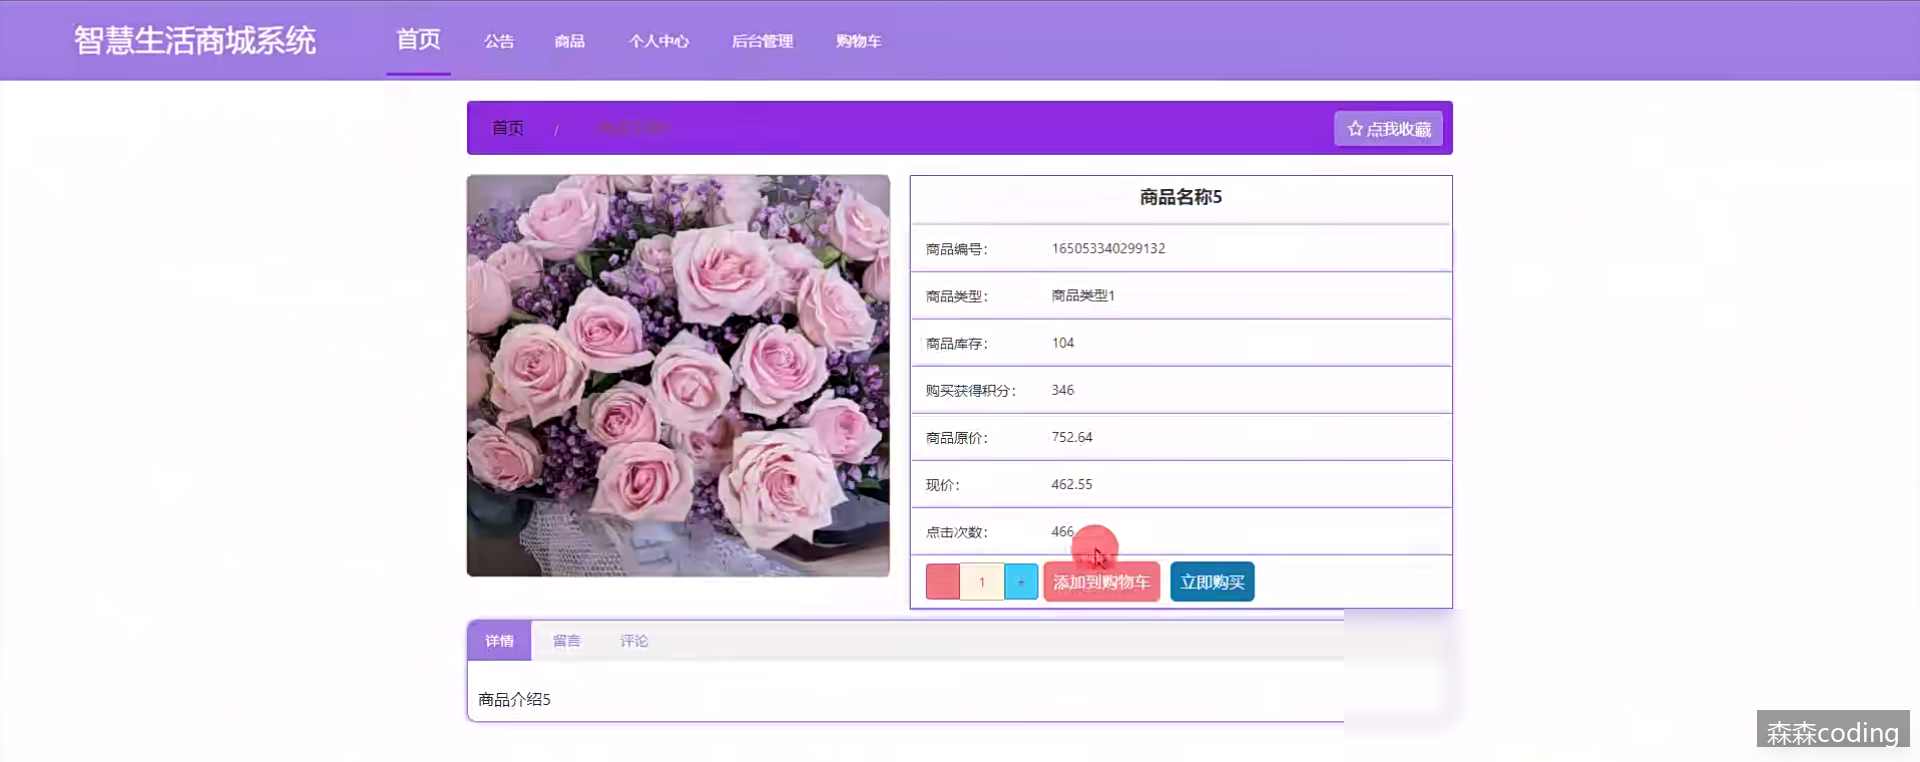 智慧生活商城系统 首页 公告 商品 个人中心 后台管理 购物车
首页 / 
☆ 点我收藏
商品名称5
商品编号： 165053340299132
商品类型： 商品类型1
商品库存： 104
购买获得积分： 346
商品原价： 752.64
现价： 462.55
点击次数： 466
1 + 添加到购物车 立即购买
详情 留言 评论
商品介绍5
森森coding